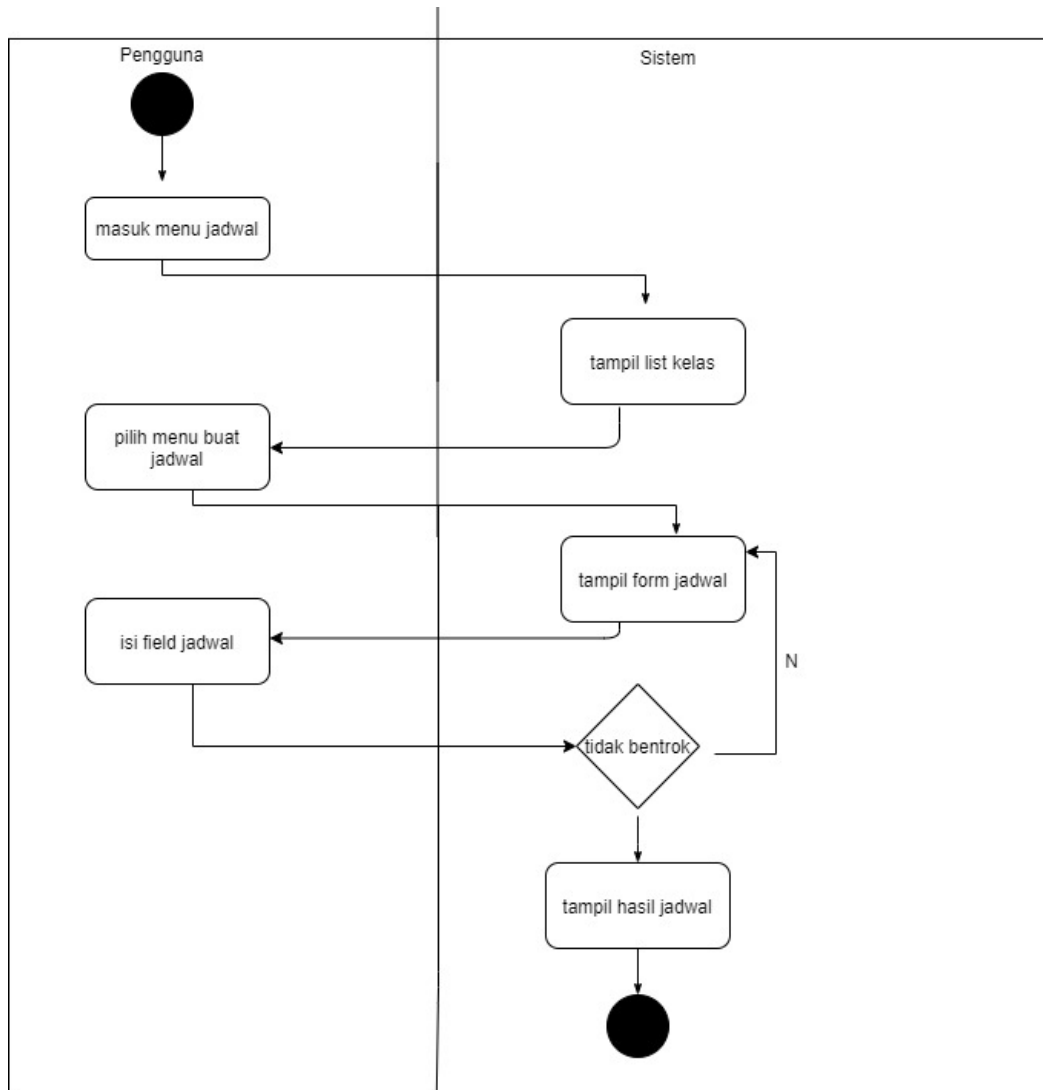 Pengguna
Sistem
masuk menu jadwal
tampil list kelas
pilih menu buat
jadwal
tampil form jadwal
isi field jadwal
N
tidak bentrok
tampil hasil jadwal